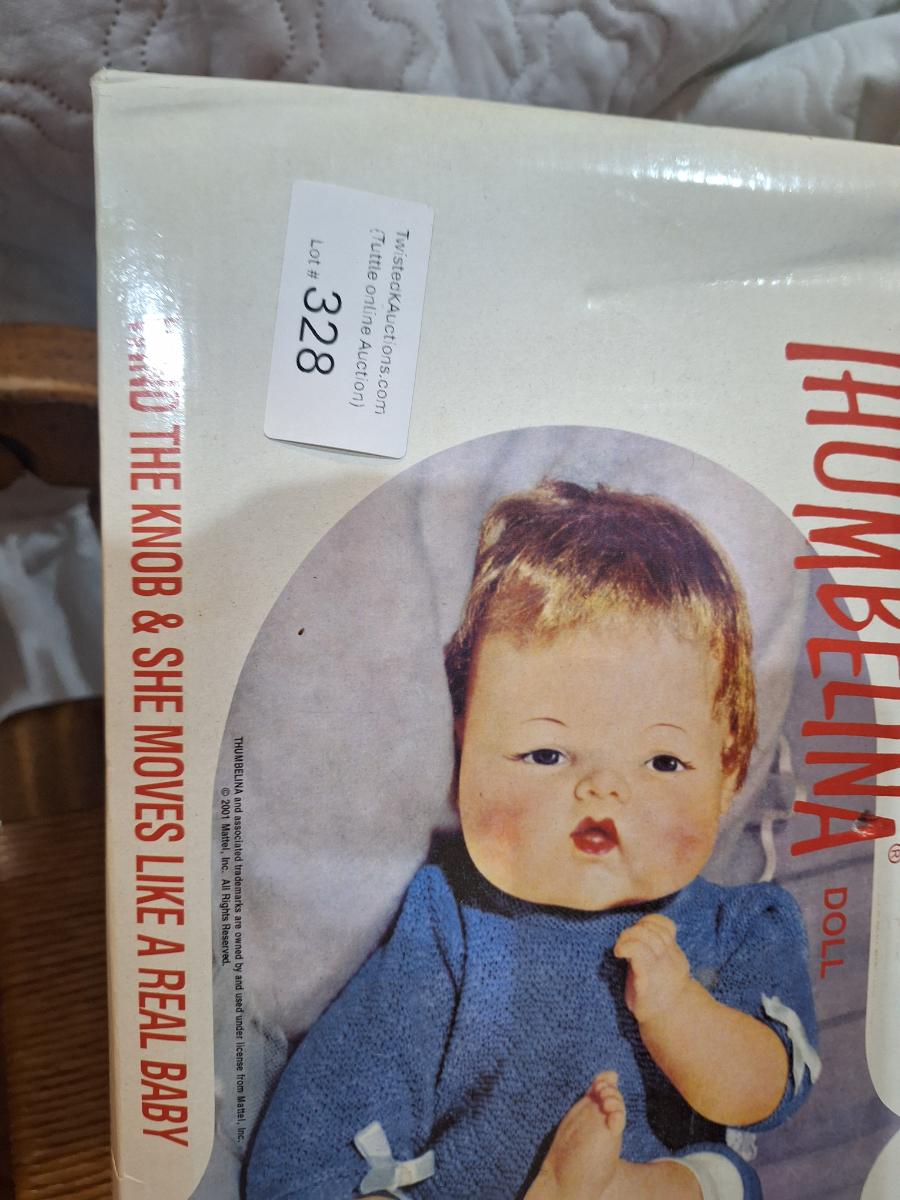 TwistedKAuctions.com
(Tuttle online Auction)
Lot # 328
THUMBELINA®
DOLL
THUMBELINA and associated trademarks are owned by and used under license from Mattel, Inc.
© 2001 Mattel, Inc. All Rights Reserved.
THE KNOB & SHE MOVES LIKE A REAL BABY